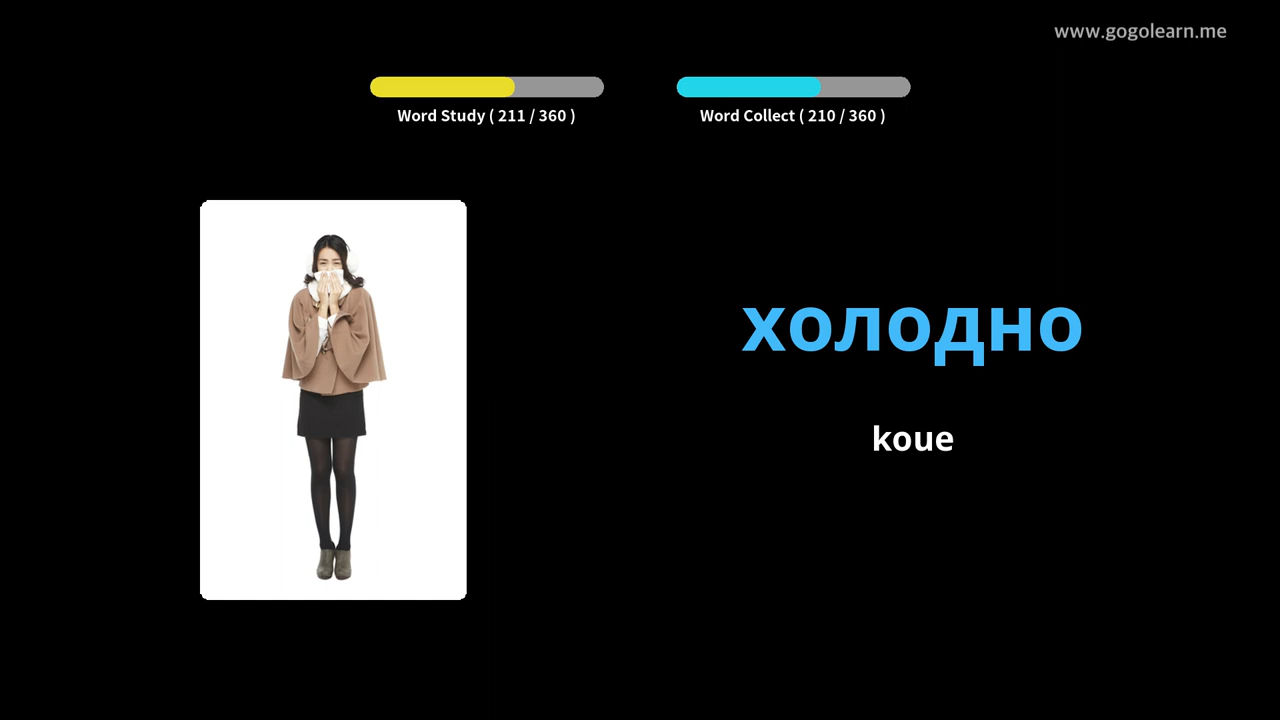 www.gogolearn.me
Word Study ( 211 / 360 )
Word Collect ( 210 / 360 )
холодно
koue